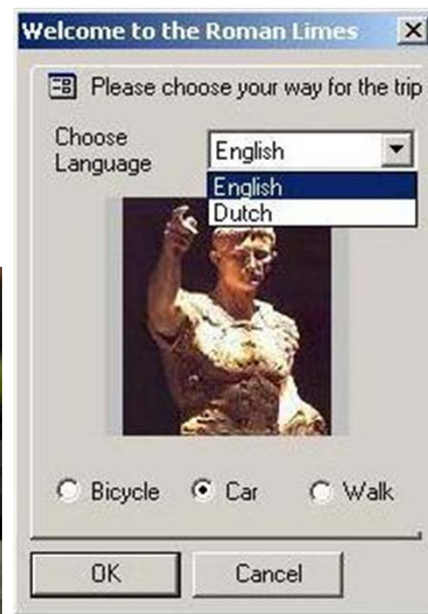 Welcome to the Roman Limes
Please choose your way for the trip
Choose
Language
English
English
Dutch
Bicycle
Car
Walk
OK
Cancel